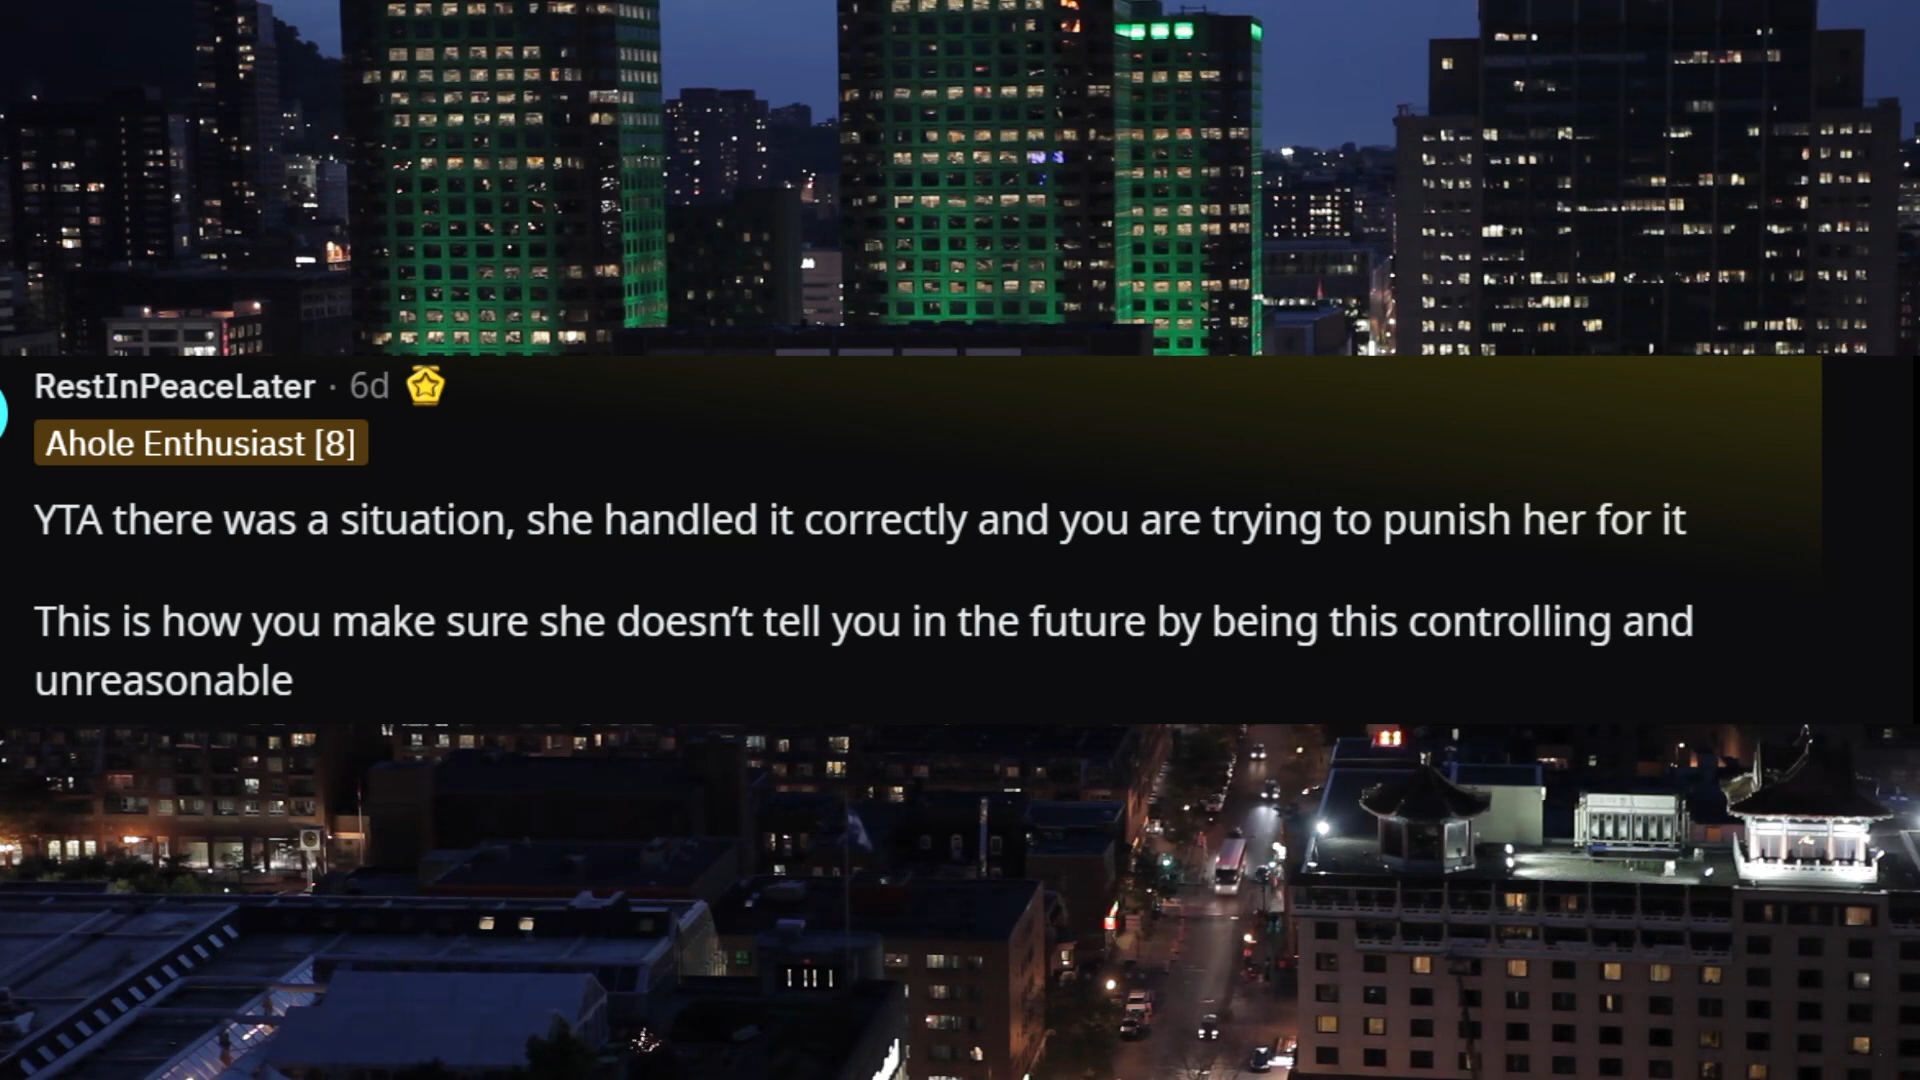 RestInPeaceLater · 6d
Ahole Enthusiast [8]
YTA there was a situation, she handled it correctly and you are trying to punish her for it
This is how you make sure she doesn’t tell you in the future by being this controlling and
unreasonable